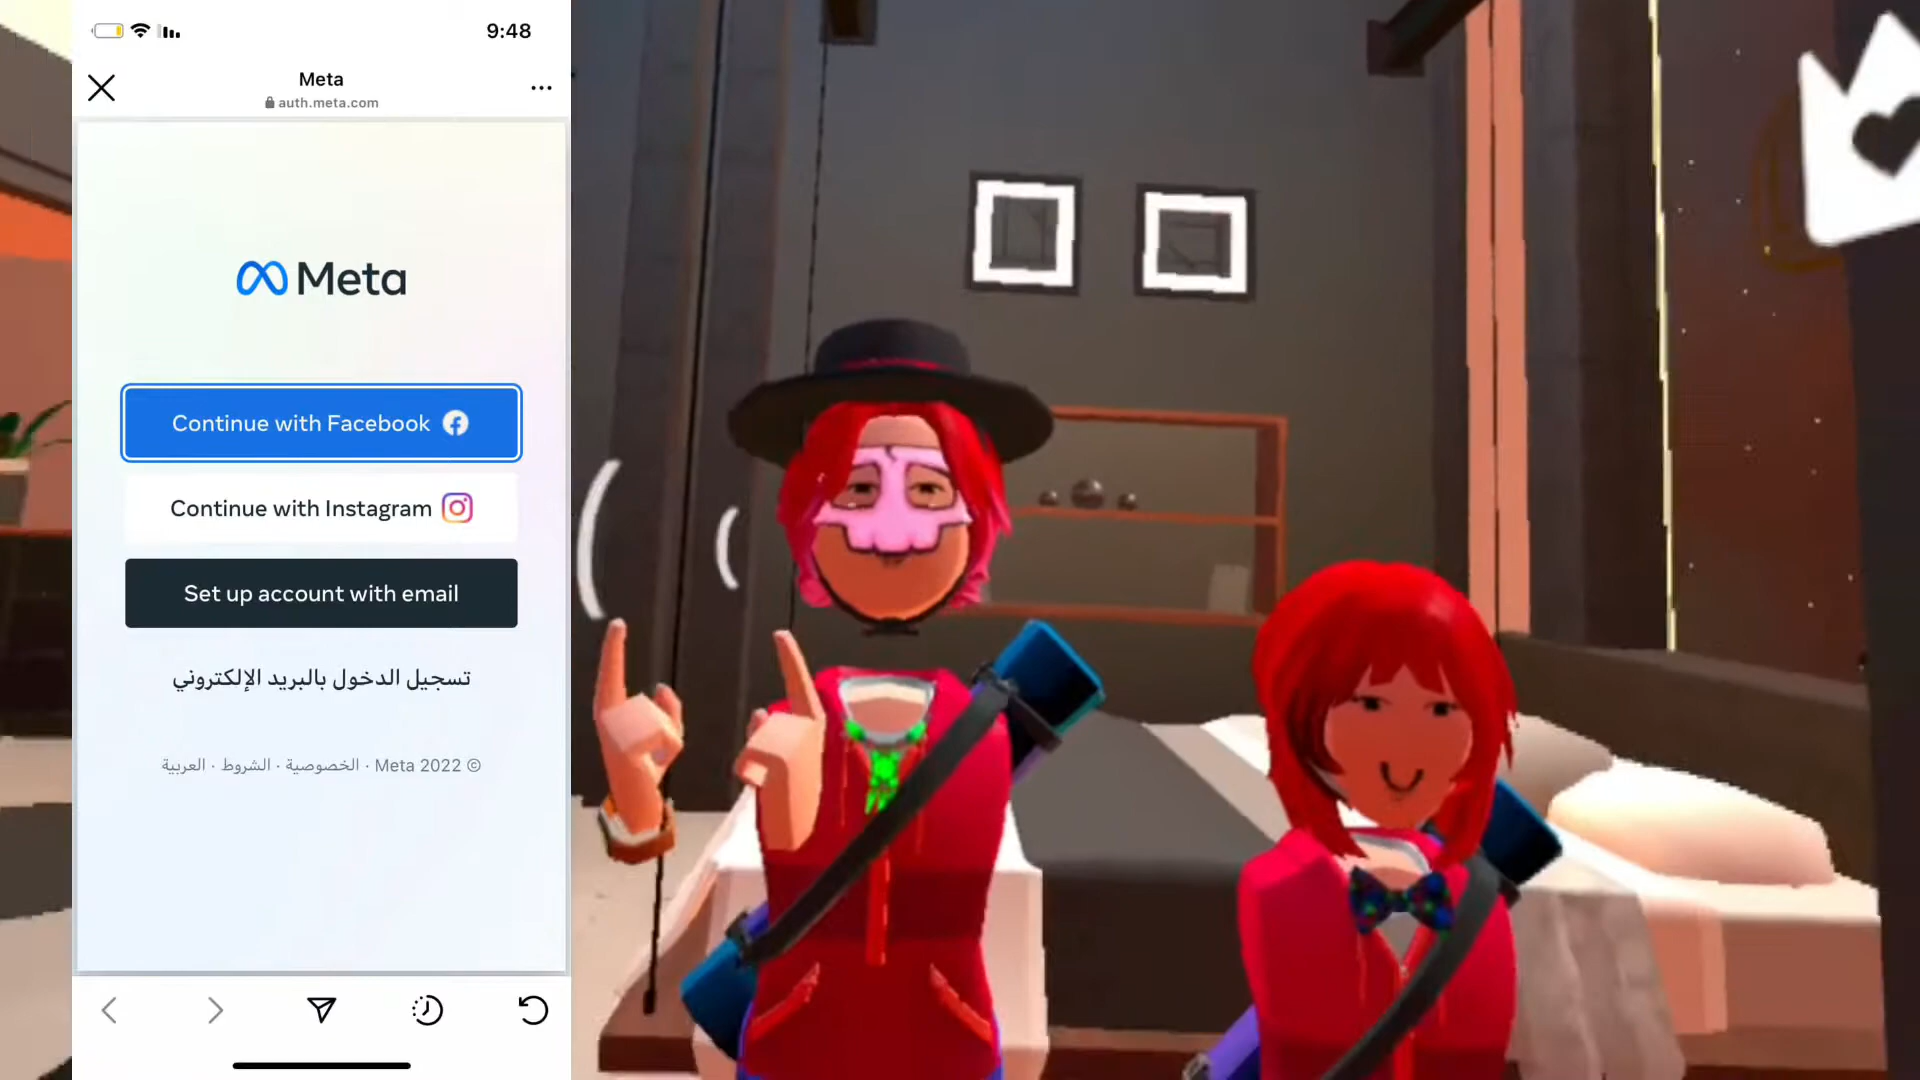 9:48
Meta
auth.meta.com
Meta
Continue with Facebook
Continue with Instagram
Set up account with email
تسجيل الدخول بالبريد الإلكتروني
© Meta 2022 · الخصوصية · الشروط · العربية